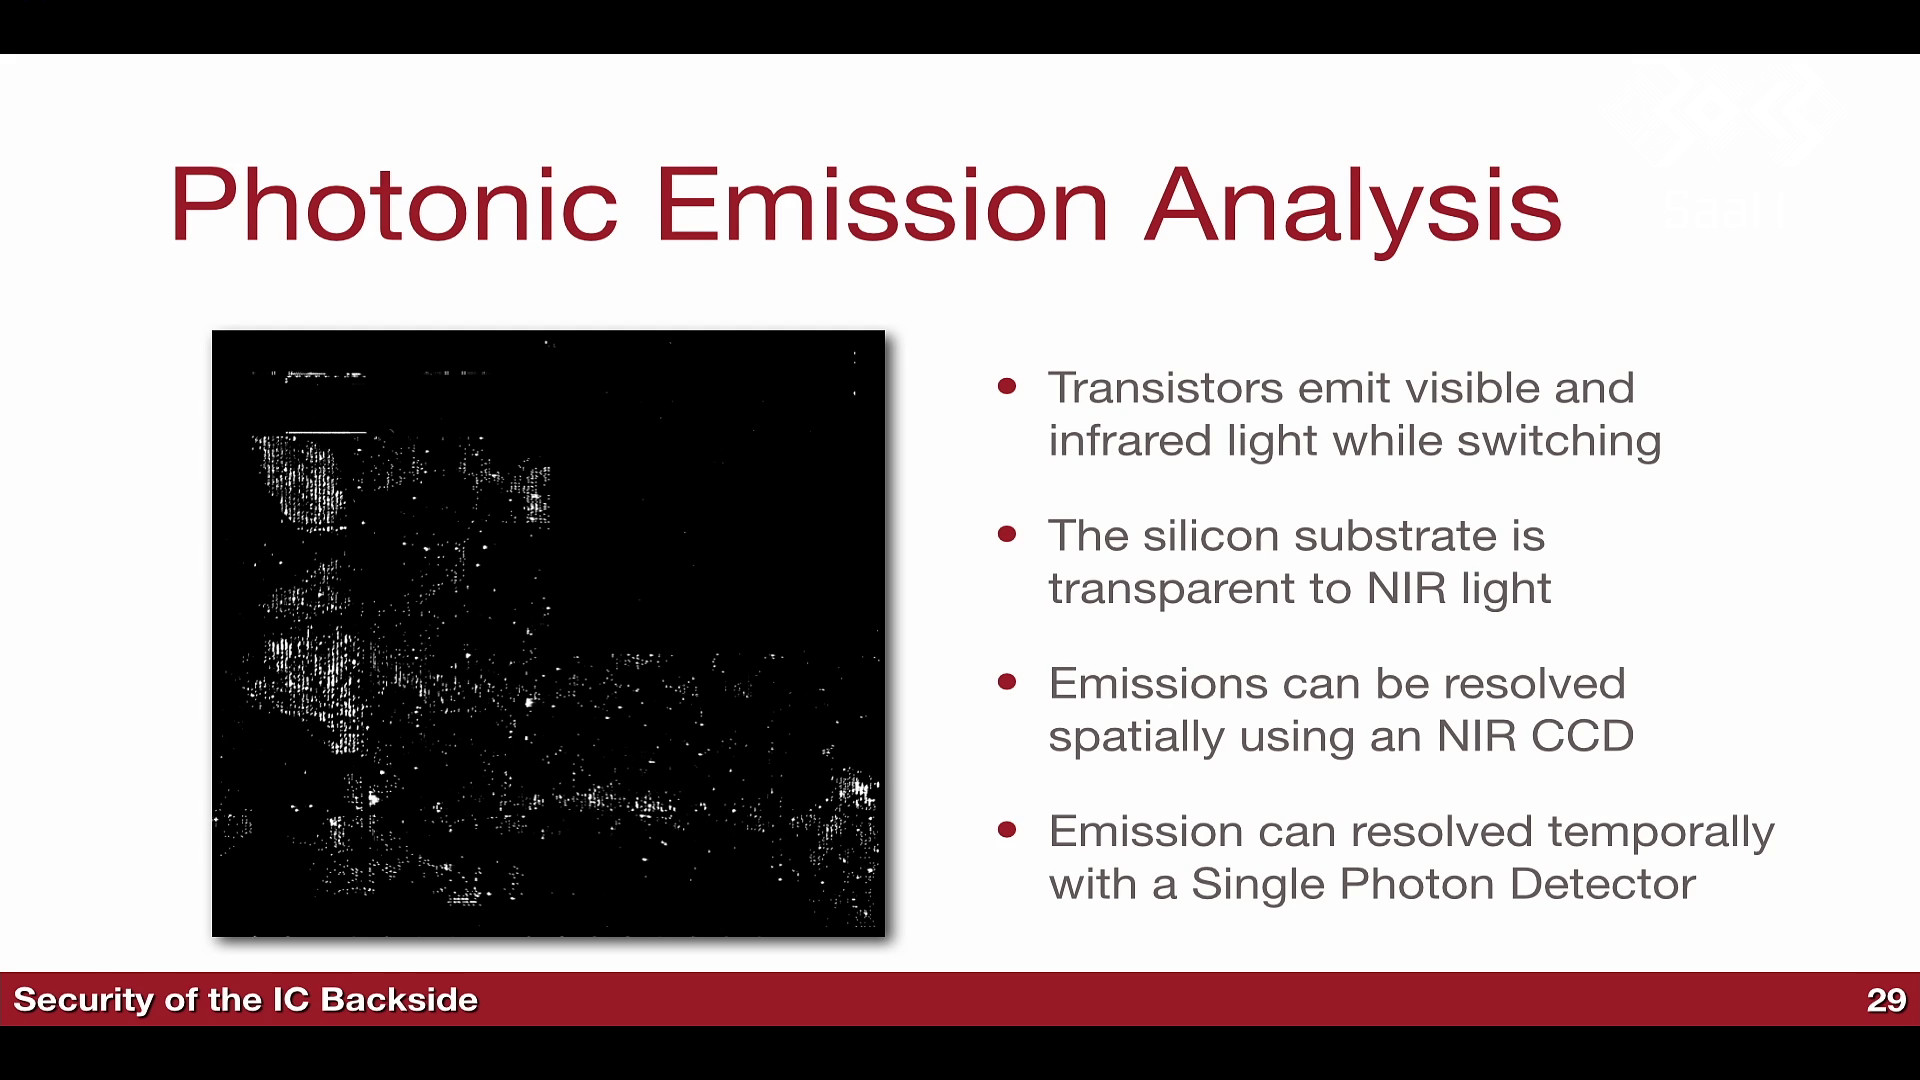 Photonic Emission Analysis
• Transistors emit visible and
infrared light while switching
• The silicon substrate is
transparent to NIR light
• Emissions can be resolved
spatially using an NIR CCD
• Emission can resolved temporally
with a Single Photon Detector
Security of the IC Backside
29